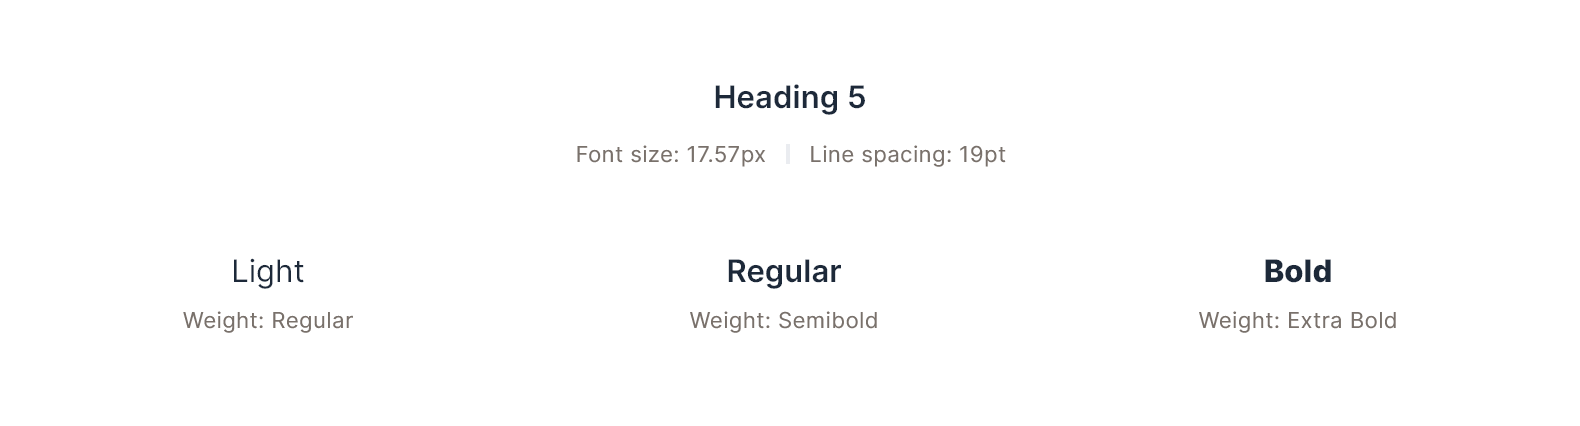 Heading 5
Font size: 17.57px | Line spacing: 19pt
Light Regular Bold
Weight: Regular Weight: Semibold Weight: Extra Bold